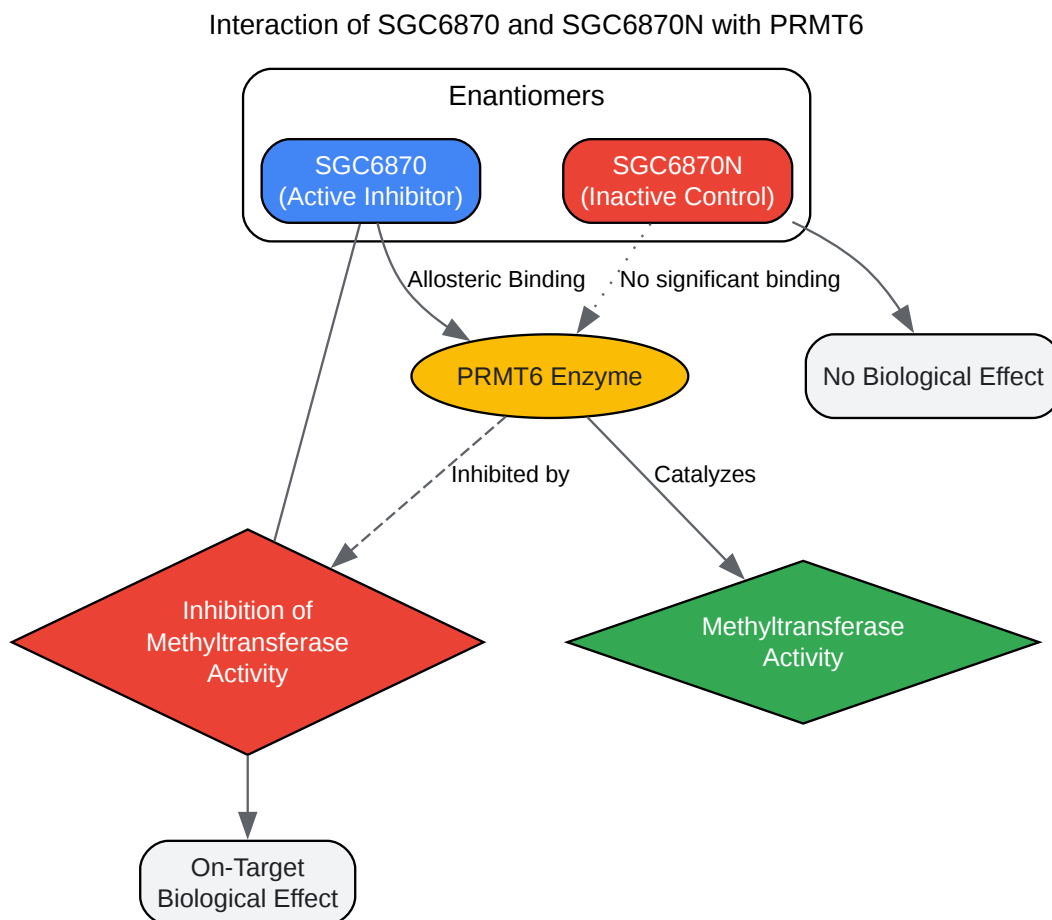 Interaction of SGC6870 and SGC6870N with PRMT6
Enantiomers
SGC6870
(Active Inhibitor)
SGC6870N
(Inactive Control)
Allosteric Binding
No significant binding
PRMT6 Enzyme
No Biological Effect
Inhibited by
Catalyzes
Inhibition of
Methyltransferase
Activity
Methyltransferase
Activity
On-Target
Biological Effect